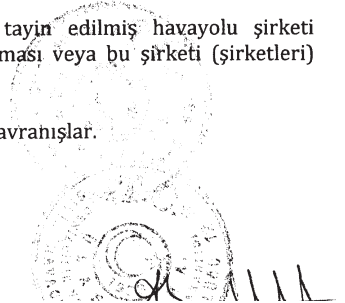 tayin edilmiş havayolu şirketi
ması veya bu şirketi (şirketleri)
avranışlar.